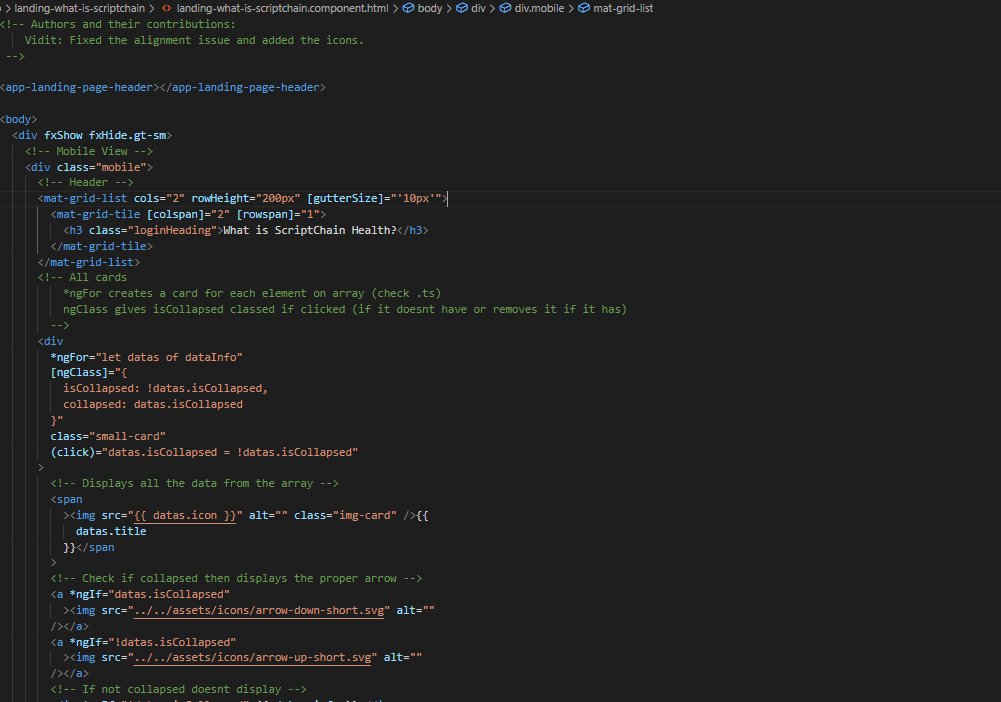 landing-what-is-scriptchain > <> landing-what-is-scriptchain.component.html > body > div > div.mobile > mat-grid-list
<!-- Authors and their contributions:
Vidit: Fixed the alignment issue and added the icons.
-->
<app-landing-page-header></app-landing-page-header>
<body>
<div fxShow fxHide.gt-sm>
<!-- Mobile View -->
<div class="mobile">
<!-- Header -->
<mat-grid-list cols="2" rowHeight="200px" [gutterSize]="'10px'">
<mat-grid-tile [colspan]="2" [rowspan]="1">
<h3 class="loginHeading">What is ScriptChain Health?</h3>
</mat-grid-tile>
</mat-grid-list>
<!-- All cards
*ngFor creates a card for each element on array (check .ts)
ngClass gives isCollapsed classed if clicked (if it doesnt have or removes it if it has)
-->
<div
*ngFor="let datas of dataInfo"
[ngClass]="{
isCollapsed: !datas.isCollapsed,
collapsed: datas.isCollapsed
}"
class="small-card"
(click)="datas.isCollapsed = !datas.isCollapsed"
>
<!-- Displays all the data from the array -->
<span
><img src="{{ datas.icon }}" alt="" class="img-card" />{{
datas.title
}}</span
>
<!-- Check if collapsed then displays the proper arrow -->
<a *ngIf="datas.isCollapsed"
><img src="../../assets/icons/arrow-down-short.svg" alt=""
/></a>
<a *ngIf="!datas.isCollapsed"
><img src="../../assets/icons/arrow-up-short.svg" alt=""
/></a>
<!-- If not collapsed doesnt display -->